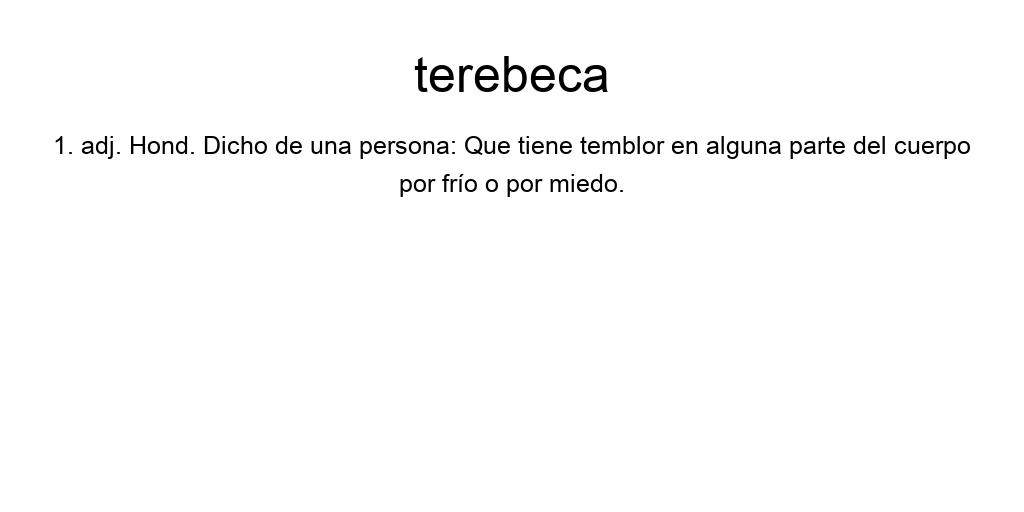 terebeca
1. adj. Hond. Dicho de una persona: Que tiene temblor en alguna parte del cuerpo
por frío o por miedo.